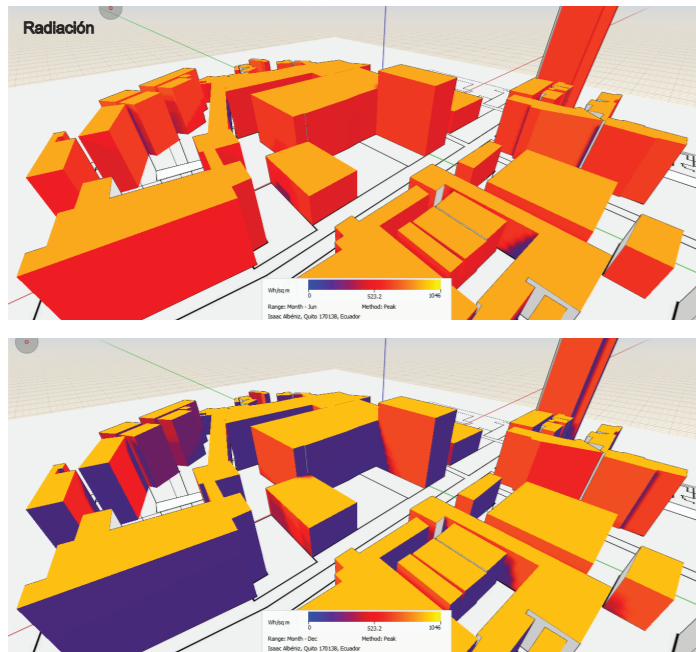 Radiación
Wh/sq m 0 523.2 1046
Range: Month - Jun Method: Peak
Isaac Albéniz, Quito 170138, Ecuador
Wh/sq m 0 523.2 1046
Range: Month - Dec Method: Peak
Isaac Albéniz, Quito 170138, Ecuador